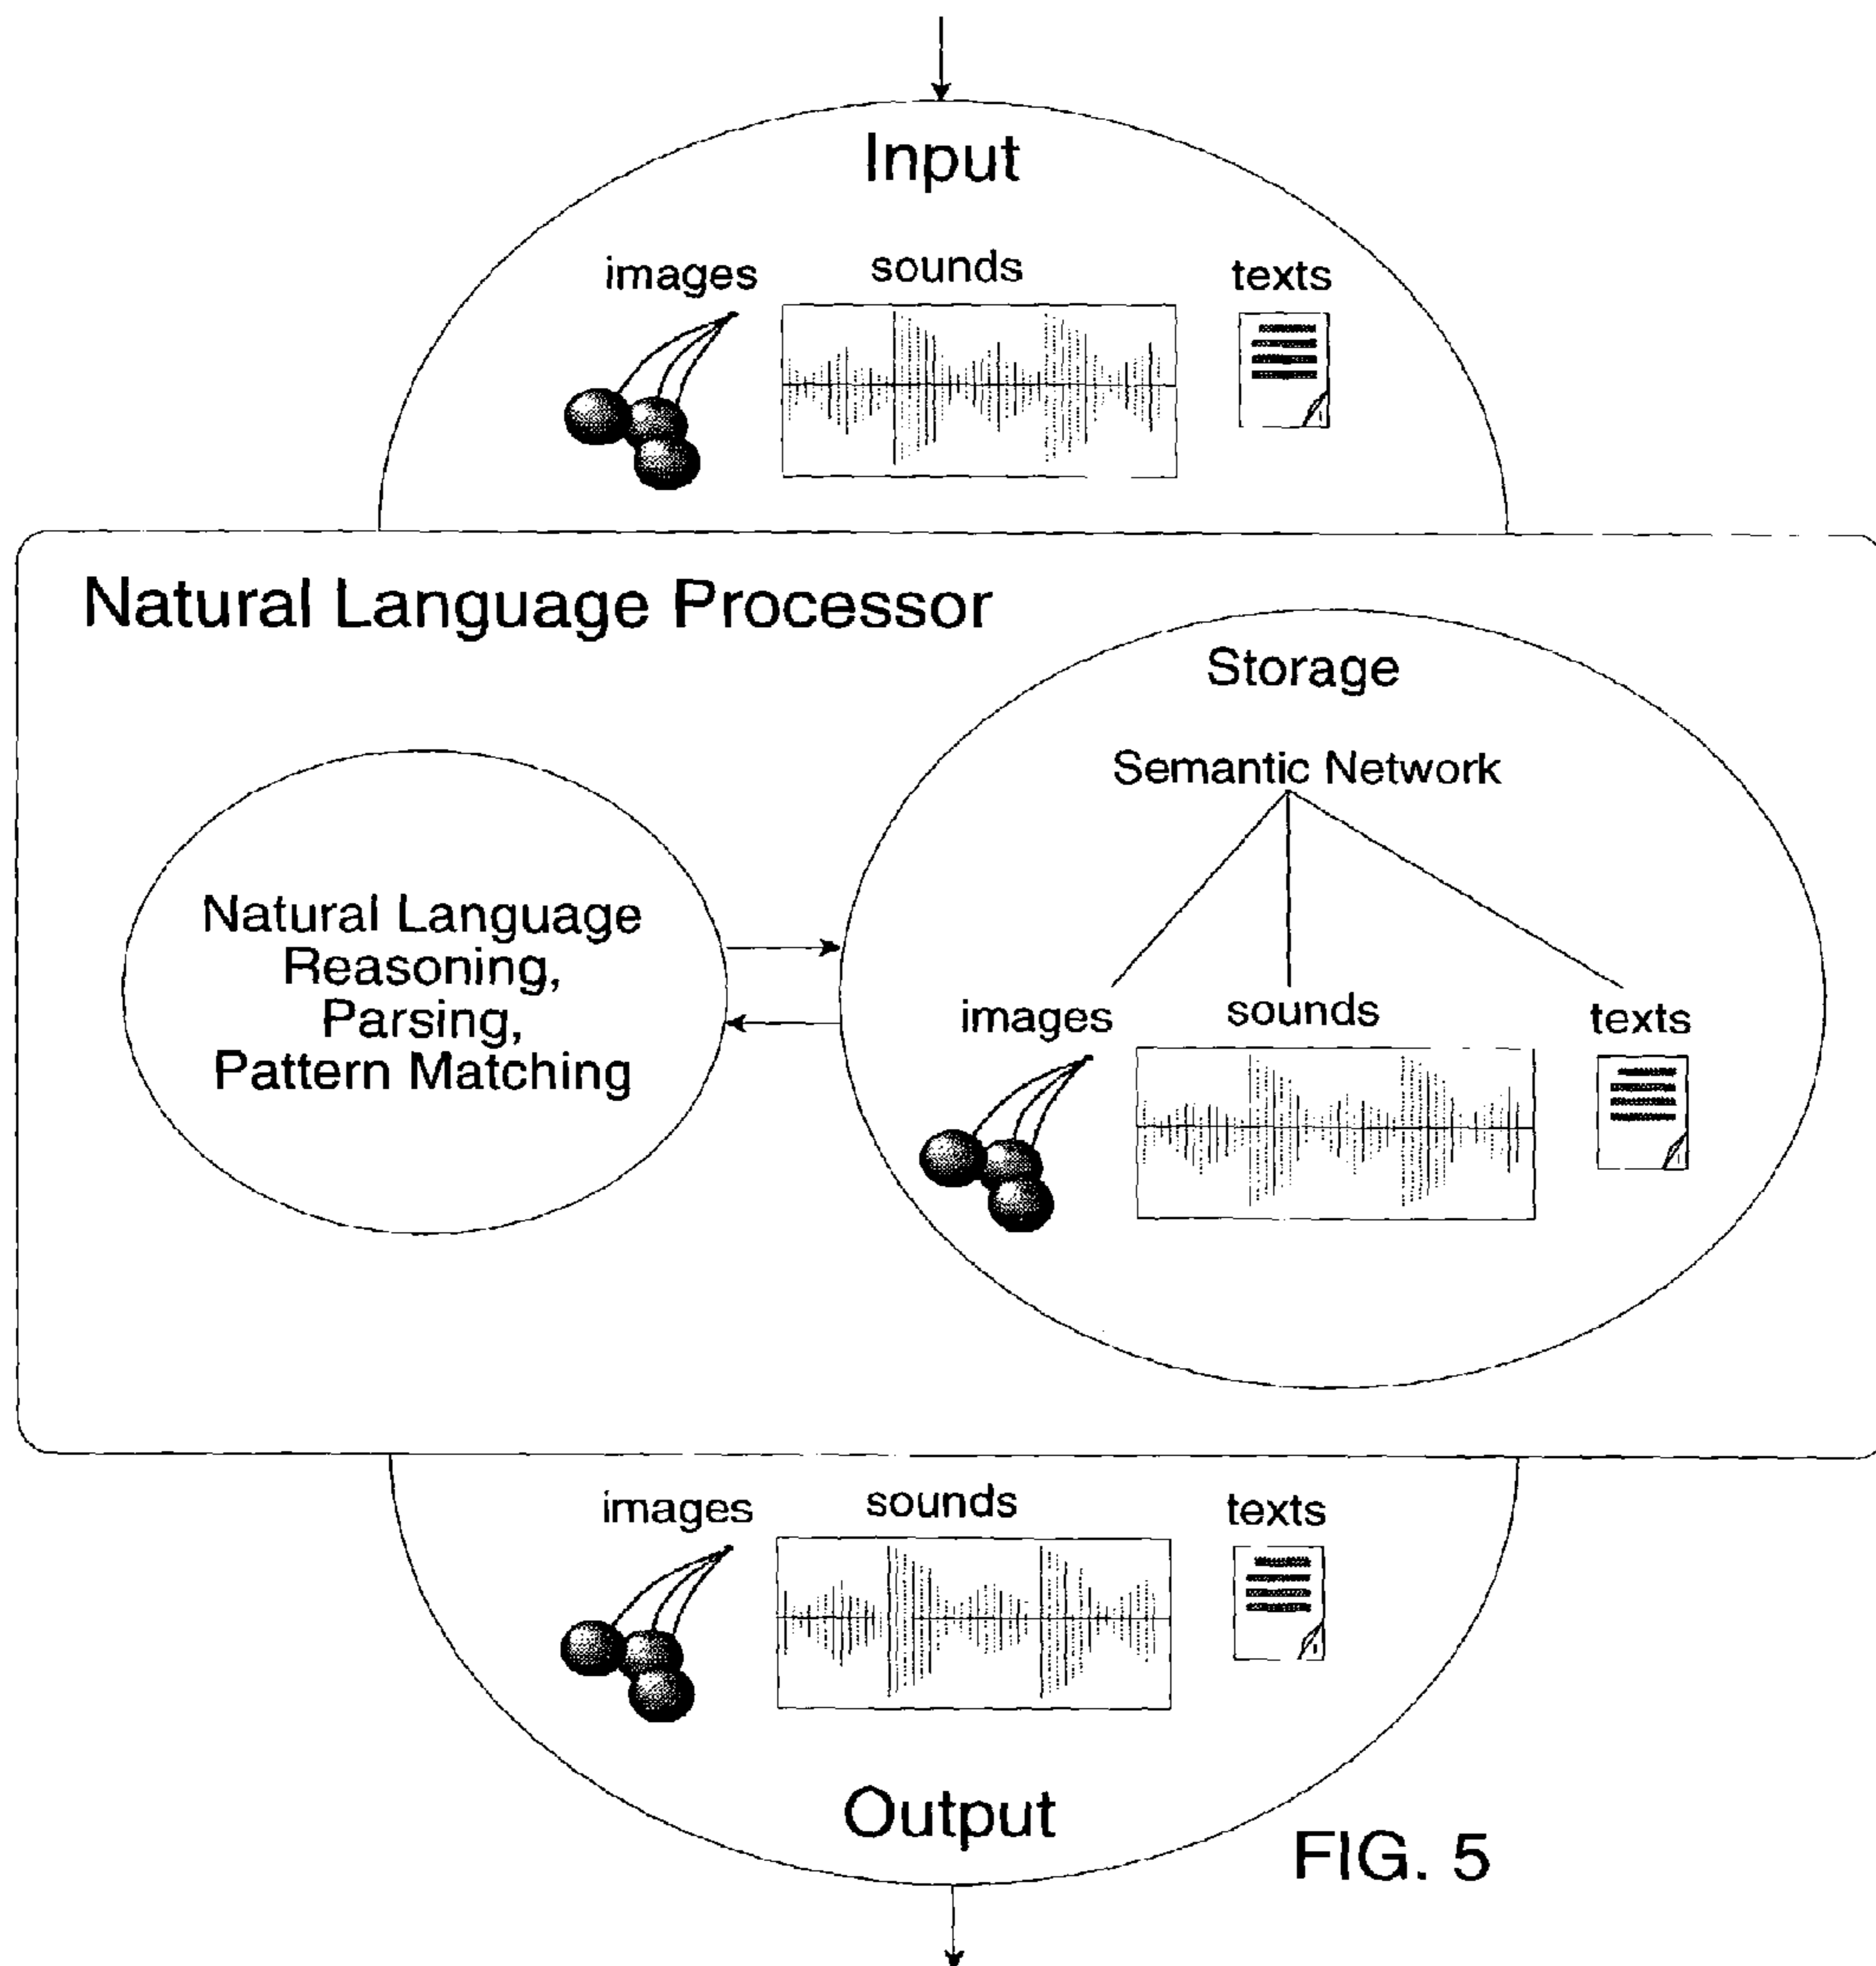 Input
images
sounds
texts
Natural Language Processor
Storage
Semantic Network
Natural Language
Reasoning,
Parsing,
Pattern Matching
images
sounds
texts
images
sounds
texts
Output
FIG. 5